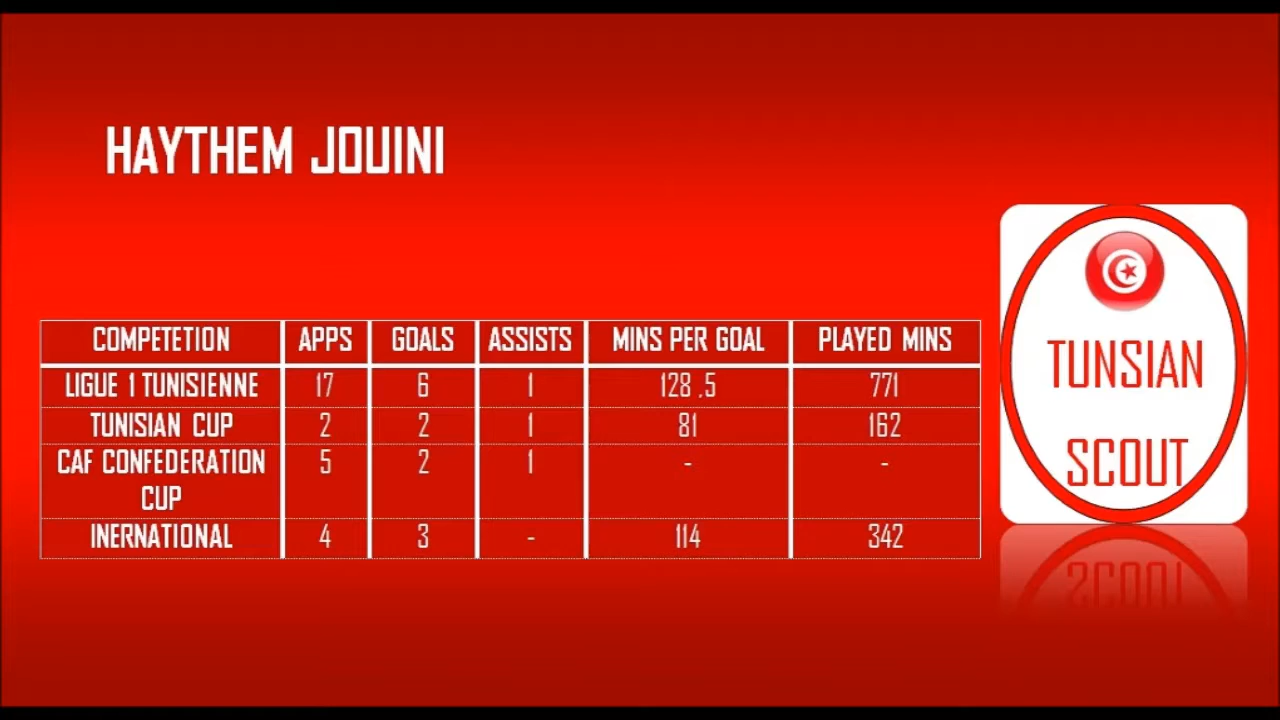 HAYTHEM JOUINI
COMPETETION APPS GOALS ASSISTS MINS PER GOAL PLAYED MINS
LIGUE 1 TUNISIENNE 17 6 1 128 .5 771
TUNISIAN CUP 2 2 1 81 162
CAF CONFEDERATION 5 2 1 - -
CUP
INERNATIONAL 4 3 - 114 342
TUNSIAN
SCOUT